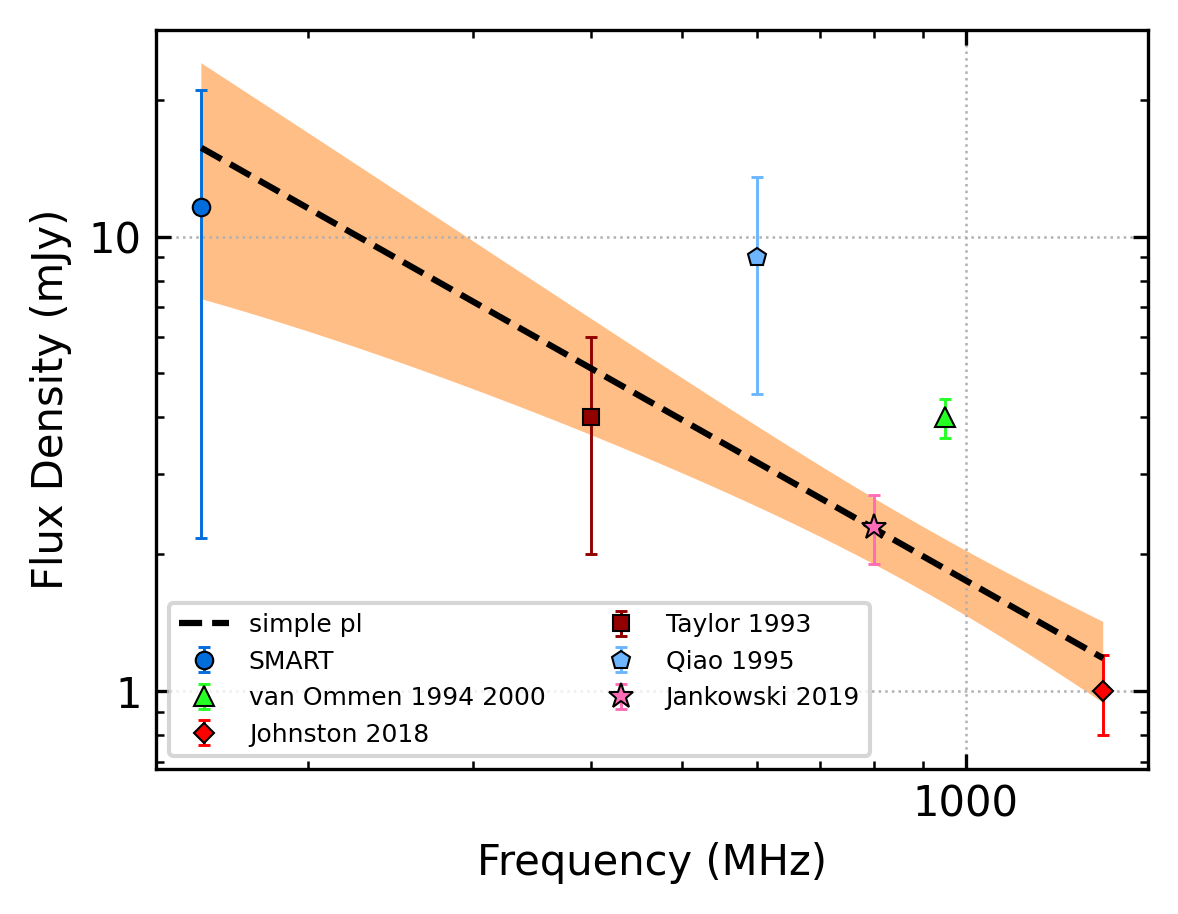 Flux Density (mJy)
10
1
simple pl
SMART
van Ommen 1994 2000
Johnston 2018
Taylor 1993
Qiao 1995
Jankowski 2019
1000
Frequency (MHz)